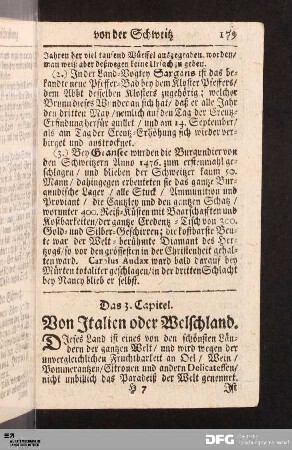 von der Schweitz 179
Jahren der viel tausend Würffel ausgegraben worden/
man weiß aber deßwegen keine Ursach zu geben.
(2.) In der Land-Vogtey Sargans ist das be-
kandte neue Pfeffer-Bad bey dem Kloster Pfeffers/
dem Abbt desselben Klosters zugehörig; welcher
Brunn dieses Wunder an sich hat/ daß er alle Jahr
den dritten May / nemlich auf den Tag der Creutz-
Erfindung herfür quillet / und am 14. September/
als am Tag der Creutz-Erhöhung sich wieder ver-
birget und austrocknet.
(3.) Bey Gransee wurden die Burgundier von
den Schweitzern Anno 1476. zum erstenmahl ge-
schlagen / und blieben der Schweitzer kaum 50.
Mann / dahingegen erbeuteten sie das gantze Bur-
gundische Lager / alle Stuck / Ammunition und
Proviant / die Cantzley und den gantzen Schatz/
worunter 400. Reiß-Küsten mit Baarschafften und
Kostbarkeiten/ der gantze Credentz-Tisch von 300.
Gold- und Silber-Geschirren; die kostbarste Beu-
te war der Welt-berühmte Diamant des Her-
tzogs/ so vor den grössesten in der Christenheit gehal-
ten ward. Carolus Audax ward bald darauf bey
Mürten totaliter geschlagen/ in der dritten Schlacht
bey Nancy blieb er selbst.
Das 3. Capitel.
Von Italien oder Welschland.
DIeses Land ist eines von den schönsten Län-
dern der gantzen Welt / und wird wegen der
unvergleichlichen Fruchtbarkeit an Oel / Wein /
Pommerantzen / Citronen und andern Delicatessen/
nicht unbillich das Paradeiß der Welt genennet.
H 7 Ist
DFG